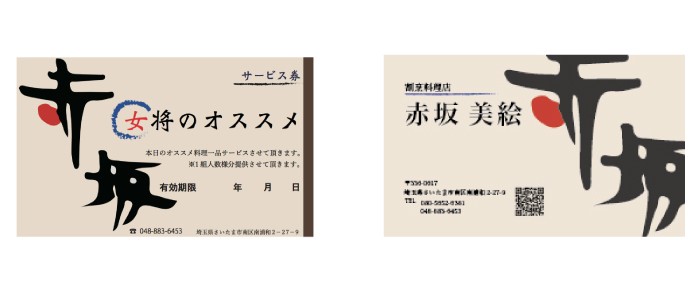 赤坂
サービス券
女将のオススメ
本日のオススメ料理一品サービスさせて頂きます。
※1組人数様分提供させて頂きます。
有効期限 年 月 日
☎ 048-883-6453 埼玉県さいたま市南区南浦和2-27-9
割烹料理店
赤坂 美絵
〒336-0017
埼玉県さいたま市南区南浦和2-27-9
TEL
048-883-6453
赤坂